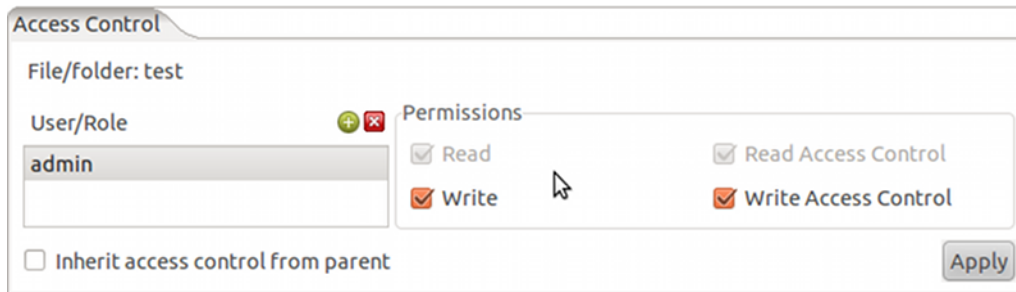 Access Control
File/folder: test
User/Role
Permissions
admin
Read
Read Access Control
Write
Write Access Control
Inherit access control from parent
Apply